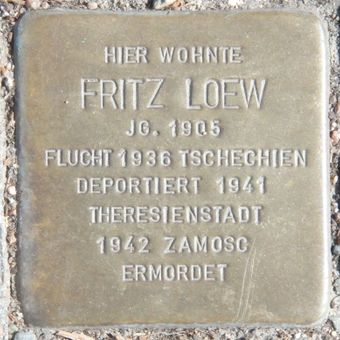 HIER WOHNTE
FRITZ LOEW
JG. 1905
FLUCHT 1936 TSCHECHIEN
DEPORTIERT 1941
THERESIENSTADT
1942 ZAMOSC
ERMORDET